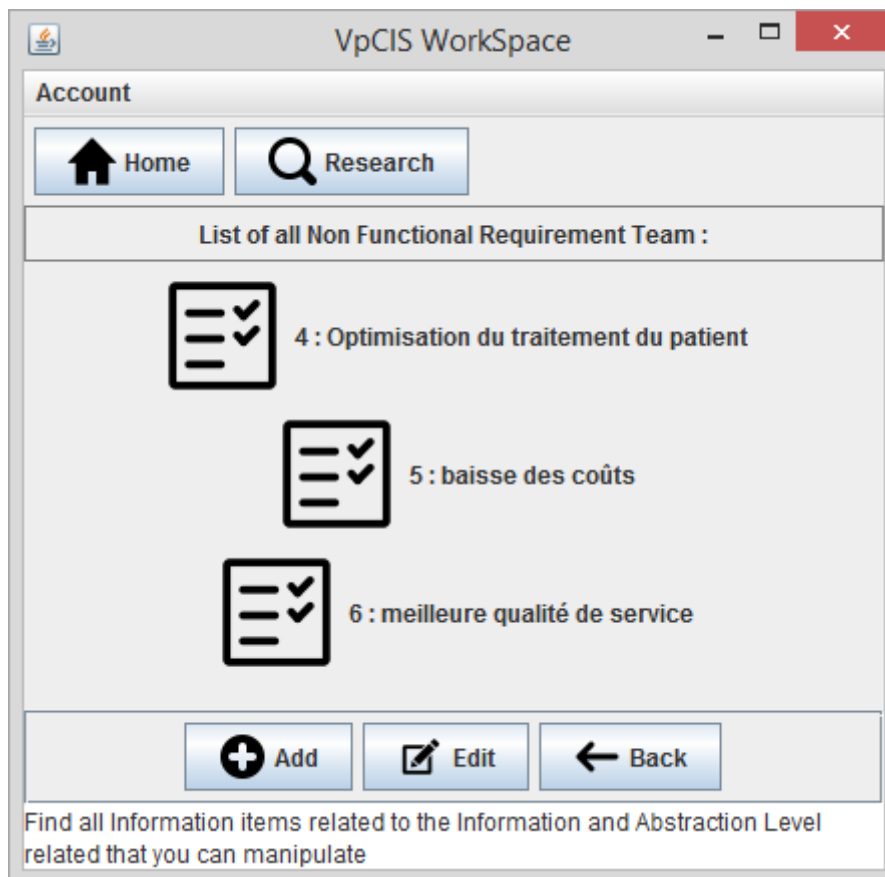 VpCIS WorkSpace
Account
Home
Research
List of all Non Functional Requirement Team :
4 : Optimisation du traitement du patient
5 : baisse des coûts
6 : meilleure qualité de service
Add
Edit
Back
Find all Information items related to the Information and Abstraction Level
related that you can manipulate